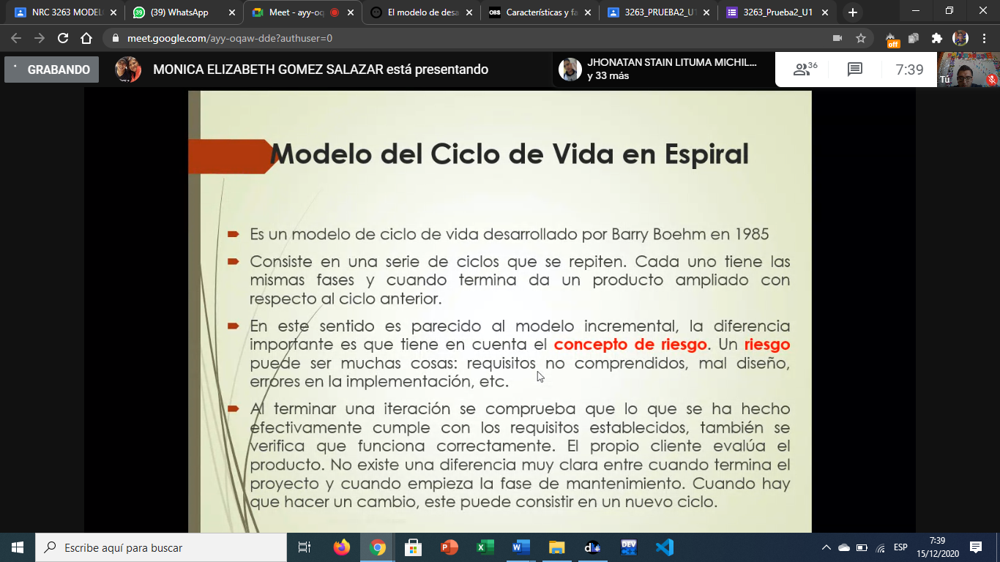 NRC 3263 MODEL
(39) WhatsApp
Meet - ayy-oq
El modelo de desa
OBS
Características y fa
3263_PRUEBA2_U1
3263_Prueba2_U1
meet.google.com/ayy-oqaw-dde?authuser=0
off
GRABANDO
MONICA ELIZABETH GOMEZ SALAZAR está presentando
JHONATAN STAIN LITUMA MICHIL...
y 33 más
36
7:39
Tú
Modelo del Ciclo de Vida en Espiral
Es un modelo de ciclo de vida desarrollado por Barry Boehm en 1985
Consiste en una serie de ciclos que se repiten. Cada uno tiene las
mismas fases y cuando termina da un producto ampliado con
respecto al ciclo anterior.
En este sentido es parecido al modelo incremental, la diferencia
importante es que tiene en cuenta el concepto de riesgo. Un riesgo
puede ser muchas cosas: requisitos no comprendidos, mal diseño,
errores en la implementación, etc.
Al terminar una iteración se comprueba que lo que se ha hecho
efectivamente cumple con los requisitos establecidos, también se
verifica que funciona correctamente. El propio cliente evalúa el
producto. No existe una diferencia muy clara entre cuando termina el
proyecto y cuando empieza la fase de mantenimiento. Cuando hay
que hacer un cambio, este puede consistir en un nuevo ciclo.
Escribe aquí para buscar
DEV
ESP
7:39
15/12/2020